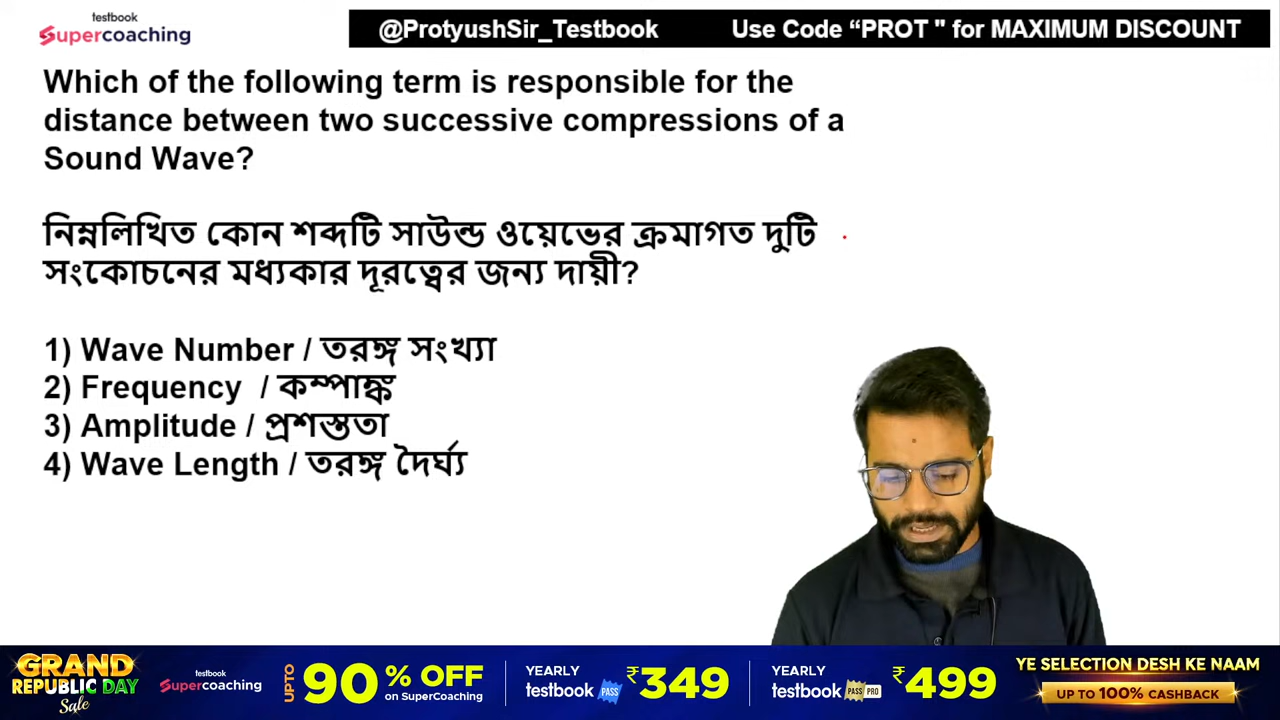 testbook
Supercoaching
@ProtyushSir_Testbook Use Code “PROT " for MAXIMUM DISCOUNT
Which of the following term is responsible for the
distance between two successive compressions of a
Sound Wave?
নিম্নলিখিত কোন শব্দটি সাউন্ড ওয়েভের ক্রমাগত দুটি
সংকোচনের মধ্যকার দূরত্বের জন্য দায়ী?
1) Wave Number / তরঙ্গ সংখ্যা
2) Frequency / কম্পাঙ্ক
3) Amplitude / প্রশস্ততা
4) Wave Length / তরঙ্গ দৈর্ঘ্য
GRAND
REPUBLIC DAY
Sale
testbook
Supercoaching
UPTO 90% OFF
on SuperCoaching
YEARLY
testbook PASS
₹349
YEARLY
testbook PASS PRO
₹499
YE SELECTION DESH KE NAAM
UP TO 100% CASHBACK